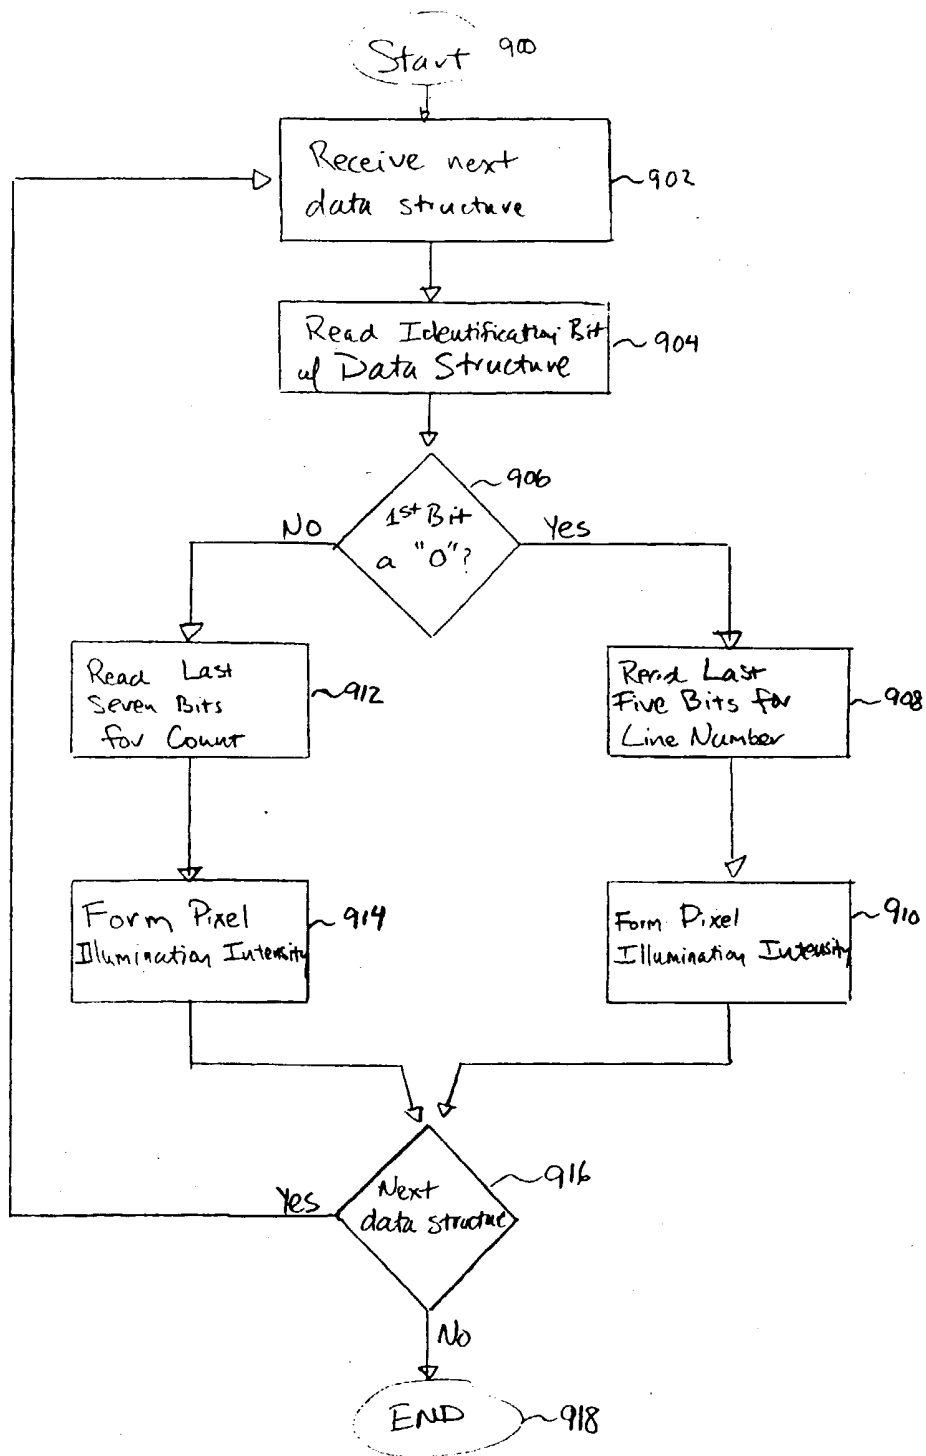 Start 900
Receive next
data structure
902
Read Identification Bit
w/ Data Structure
904
906
1st Bit
a "0"?
No
Yes
Read Last
Seven Bits
for Count
912
Read Last
Five Bits for
Line Number
908
Form Pixel
Illumination Intensity
914
Form Pixel
Illumination Intensity
910
Next
data structure
916
Yes
No
END
918